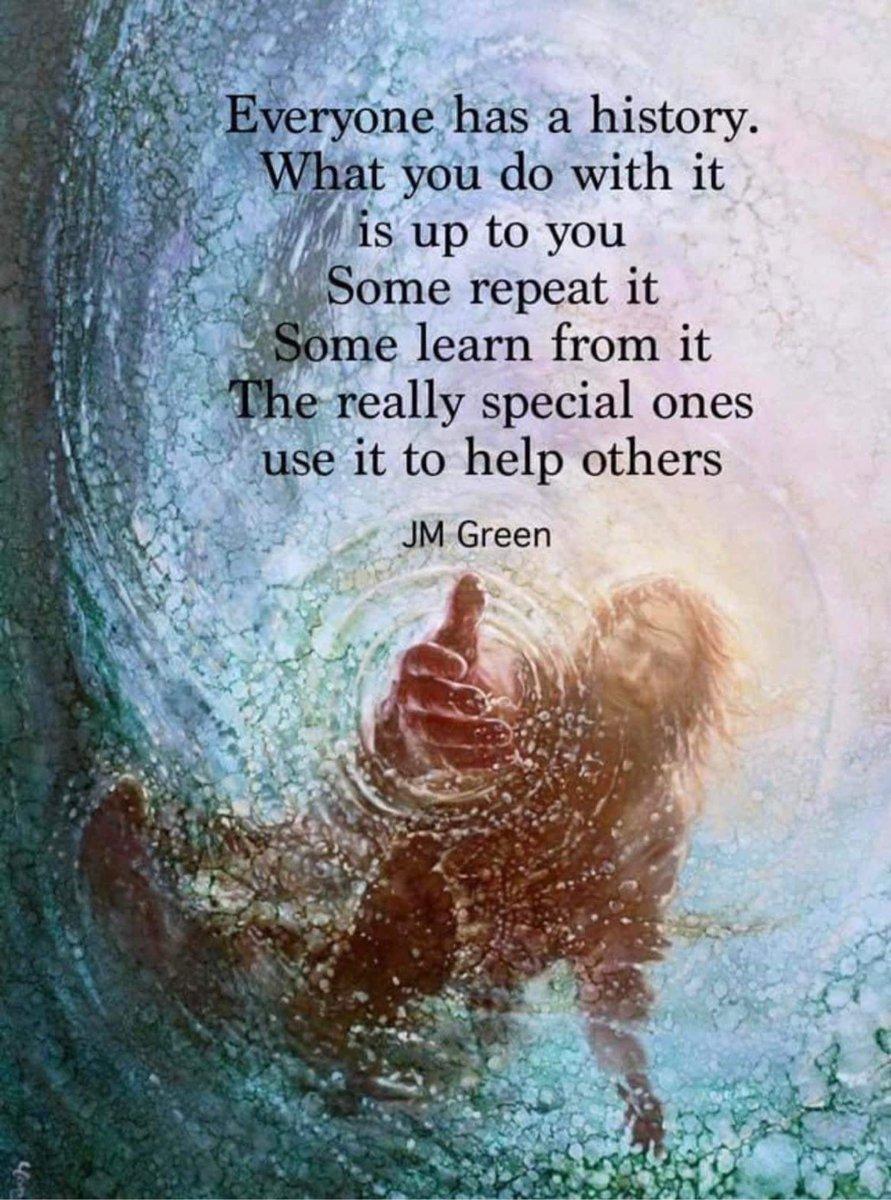 Everyone has a history.
What you do with it
is up to you
Some repeat it
Some learn from it
The really special ones
use it to help others
JM Green